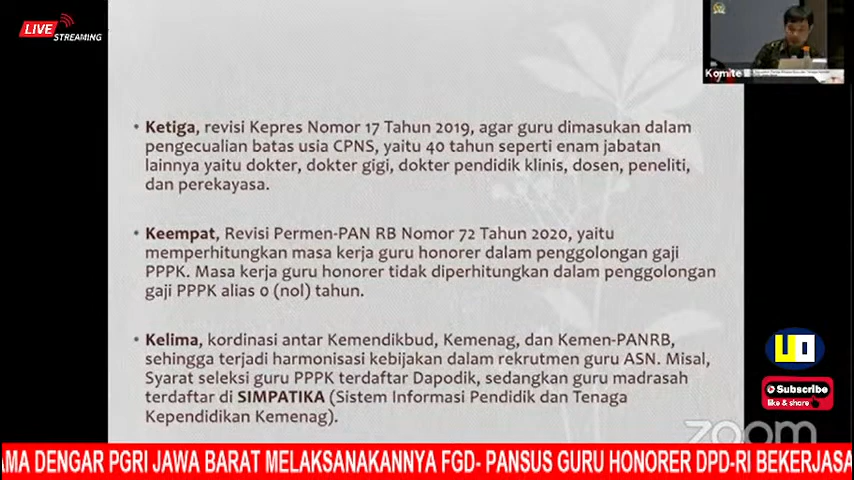 LIVE
STREAMING
Komite
• Ketiga, revisi Kepres Nomor 17 Tahun 2019, agar guru dimasukan dalam
pengecualian batas usia CPNS, yaitu 40 tahun seperti enam jabatan
lainnya yaitu dokter, dokter gigi, dokter pendidik klinis, dosen, peneliti,
dan perekayasa.
• Keempat, Revisi Permen-PAN RB Nomor 72 Tahun 2020, yaitu
memperhitungkan masa kerja guru honorer dalam penggolongan gaji
PPPK. Masa kerja guru honorer tidak diperhitungkan dalam penggolongan
gaji PPPK alias 0 (nol) tahun.
• Kelima, kordinasi antar Kemendikbud, Kemenag, dan Kemen-PANRB,
sehingga terjadi harmonisasi kebijakan dalam rekrutmen guru ASN. Misal,
Syarat seleksi guru PPPK terdaftar Dapodik, sedangkan guru madrasah
terdaftar di SIMPATIKA (Sistem Informasi Pendidik dan Tenaga
Kependidikan Kemenag).
UD
Subscribe
like & share
zoom
AMA DENGAR PGRI JAWA BARAT MELAKSANAKANNYA FGD- PANSUS GURU HONORER DPD-RI BEKERJASA